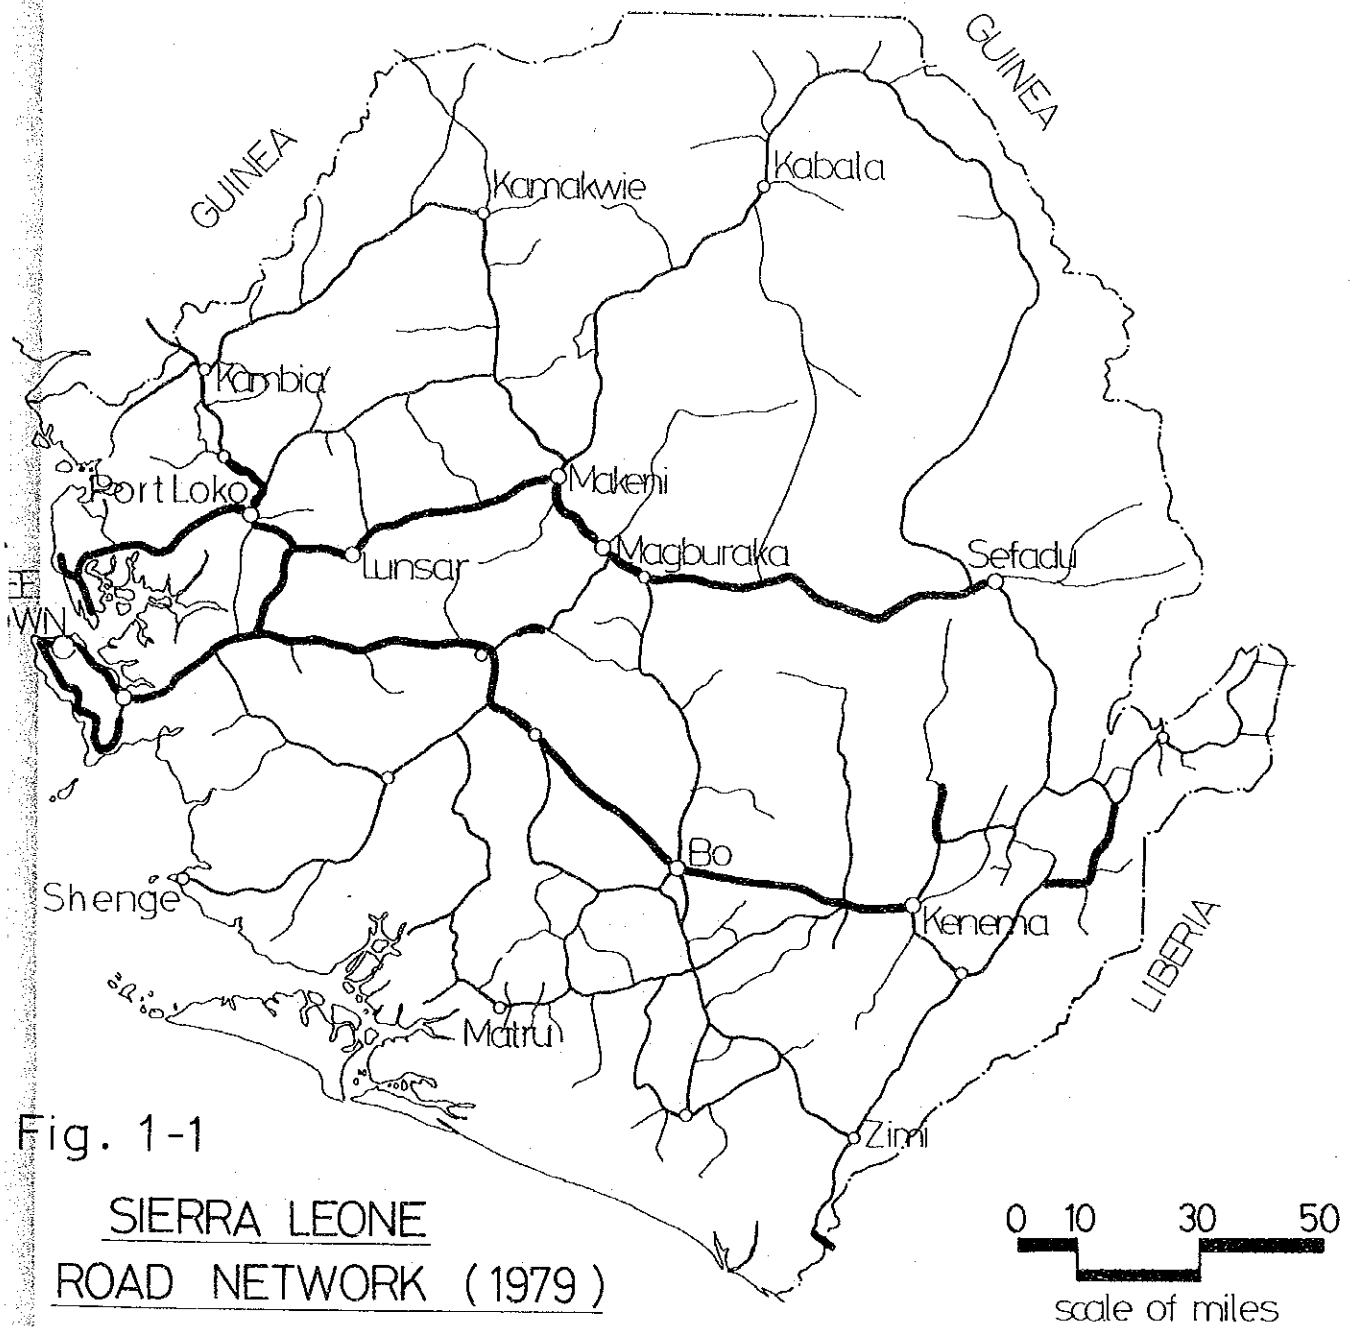 GUINEA
GUINEA
Kabala
Kamakwie
Kambia
Makeni
Port Loko
Magburaka
Sefadu
Lunsar
WN
Bo
Shenge
Kenema
LIBERIA
Matru
Zimi
Fig. 1-1
SIERRA LEONE
ROAD NETWORK (1979)
0 10 30 50
scale of miles